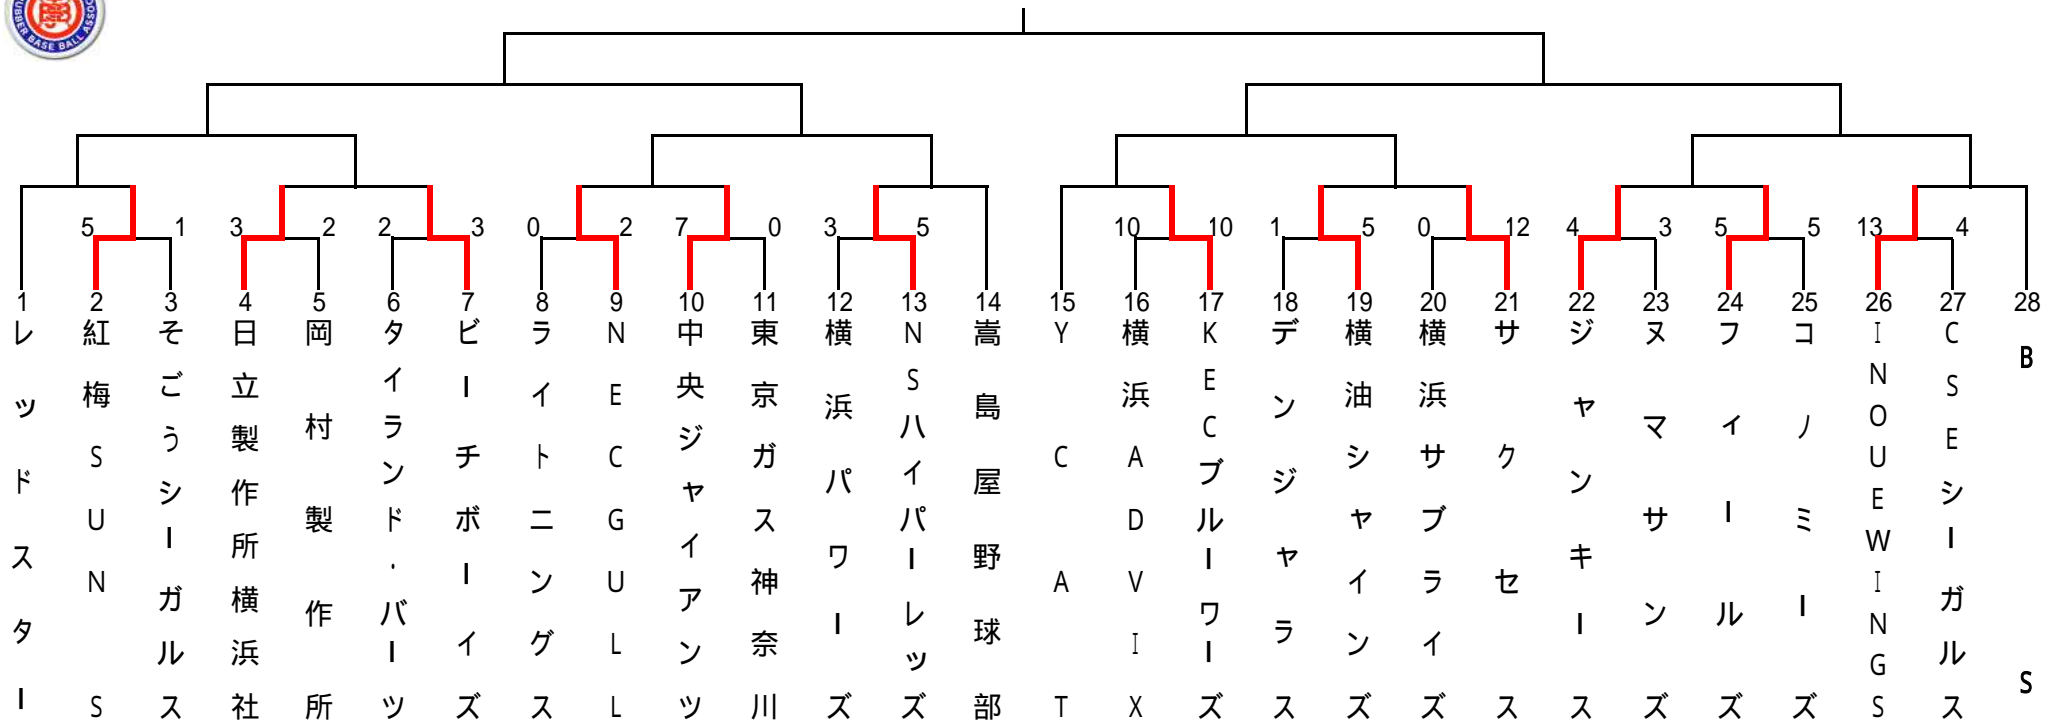 RUBBER BASE BALL ASSOC
5 1 3 2 2 3 0 2 7 0 3 5 10 10 1 5 0 12 4 3 5 5 13 4
1 2 3 4 5 6 7 8 9 10 11 12 13 14 15 16 17 18 19 20 21 22 23 24 25 26 27 28
レッドスター
紅梅SUNS
そごうシーガルス
日立製作所横浜社
岡村製作所
タイランド・バーツ
ビーチボーイズ
ライトニングス
NECGULL
中央ジャイアンツ
東京ガス神奈川
横浜パワーズ
NSハイパーレッズ
嵩島屋野球部
YCAT
横浜ADVIX
KECブルーワーズ
デンジャラス
横油シャインズ
横浜サブライズ
サクセス
ジャンキース
ヌマサンズ
フィールズ
コノミーズ
INOUEWINGS
CSEシーガルス
BS